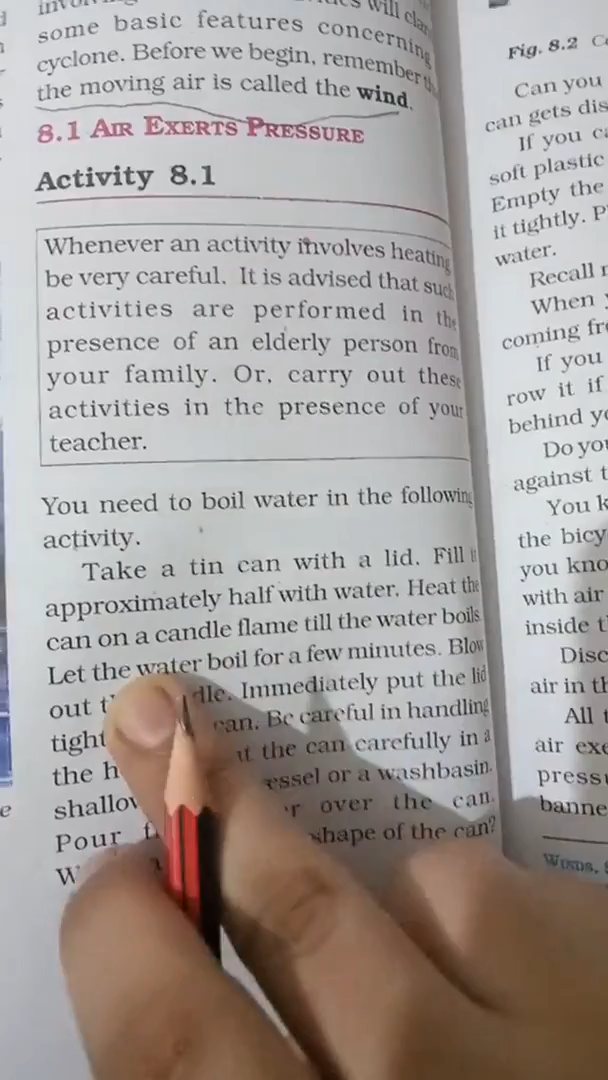 some basic features concerning
cyclone. Before we begin, remember
the moving air is called the wind.
8.1 AIR EXERTS PRESSURE
Activity 8.1
Whenever an activity involves heating
be very careful. It is advised that such
activities are performed in the
presence of an elderly person from
your family. Or, carry out these
activities in the presence of your
teacher.
You need to boil water in the following
activity.
Take a tin can with a lid. Fill it
approximately half with water. Heat the
can on a candle flame till the water boils.
Let the water boil for a few minutes. Blow
out Immediately put the lid
tight can. Be careful in handling
the the can carefully in a
or a washbasin.
Pour over the can.
shape of the can?
Fig. 8.2
Can you
can gets dis
If you ca
soft plastic
Empty the
it tightly. P
water.
Recall
When
coming fr
If you
row it if
behind yo
Do you
against t
You k
the bicy
you kno
with air
inside t
Disc
air in th
All t
air exe
pressu
banne
WINDS,